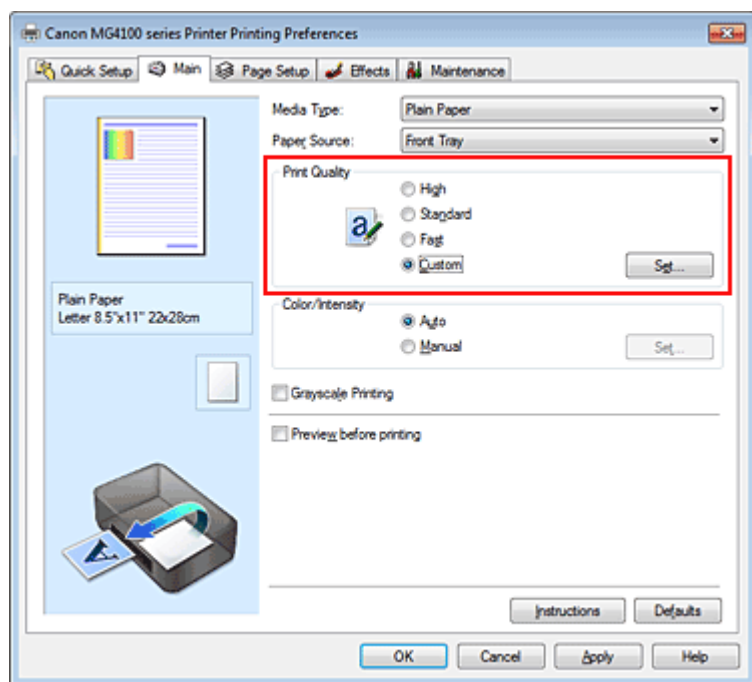 Canon MG4100 series Printer Printing Preferences
Quick Setup Main Page Setup Effects Maintenance
Media Type: Plain Paper
Paper Source: Front Tray
Print Quality
High
a Standard
Fast
Custom Set...
Plain Paper
Letter 8.5"x11" 22x28cm
Color/Intensity
Auto
Manual Set...
Grayscale Printing
Preview before printing
A
Instructions Defaults
OK Cancel Apply Help